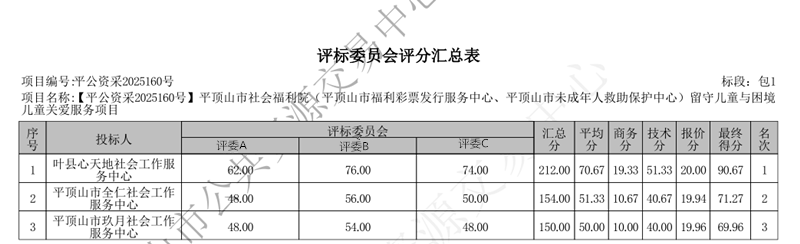 评标委员会评分汇总表
项目编号:平公资采2025160号 标段：包1
项目名称:【平公资采2025160号】平顶山市社会福利院（平顶山市福利彩票发行服务中心、平顶山市未成年人救助保护中心）留守儿童与困境
儿童关爱服务项目
序号 投标人 评标委员会 汇总分 平均分 商务分 技术分 报价分 最终得分 名次
评委A 评委B 评委C
1 叶县心天地社会工作服务中心 62.00 76.00 74.00 212.00 70.67 19.33 51.33 20.00 90.67 1
2 平顶山市全仁社会工作服务中心 48.00 56.00 50.00 154.00 51.33 10.67 40.67 19.94 71.27 2
3 平顶山市玖月社会工作服务中心 48.00 54.00 48.00 150.00 50.00 10.00 40.00 19.96 69.96 3